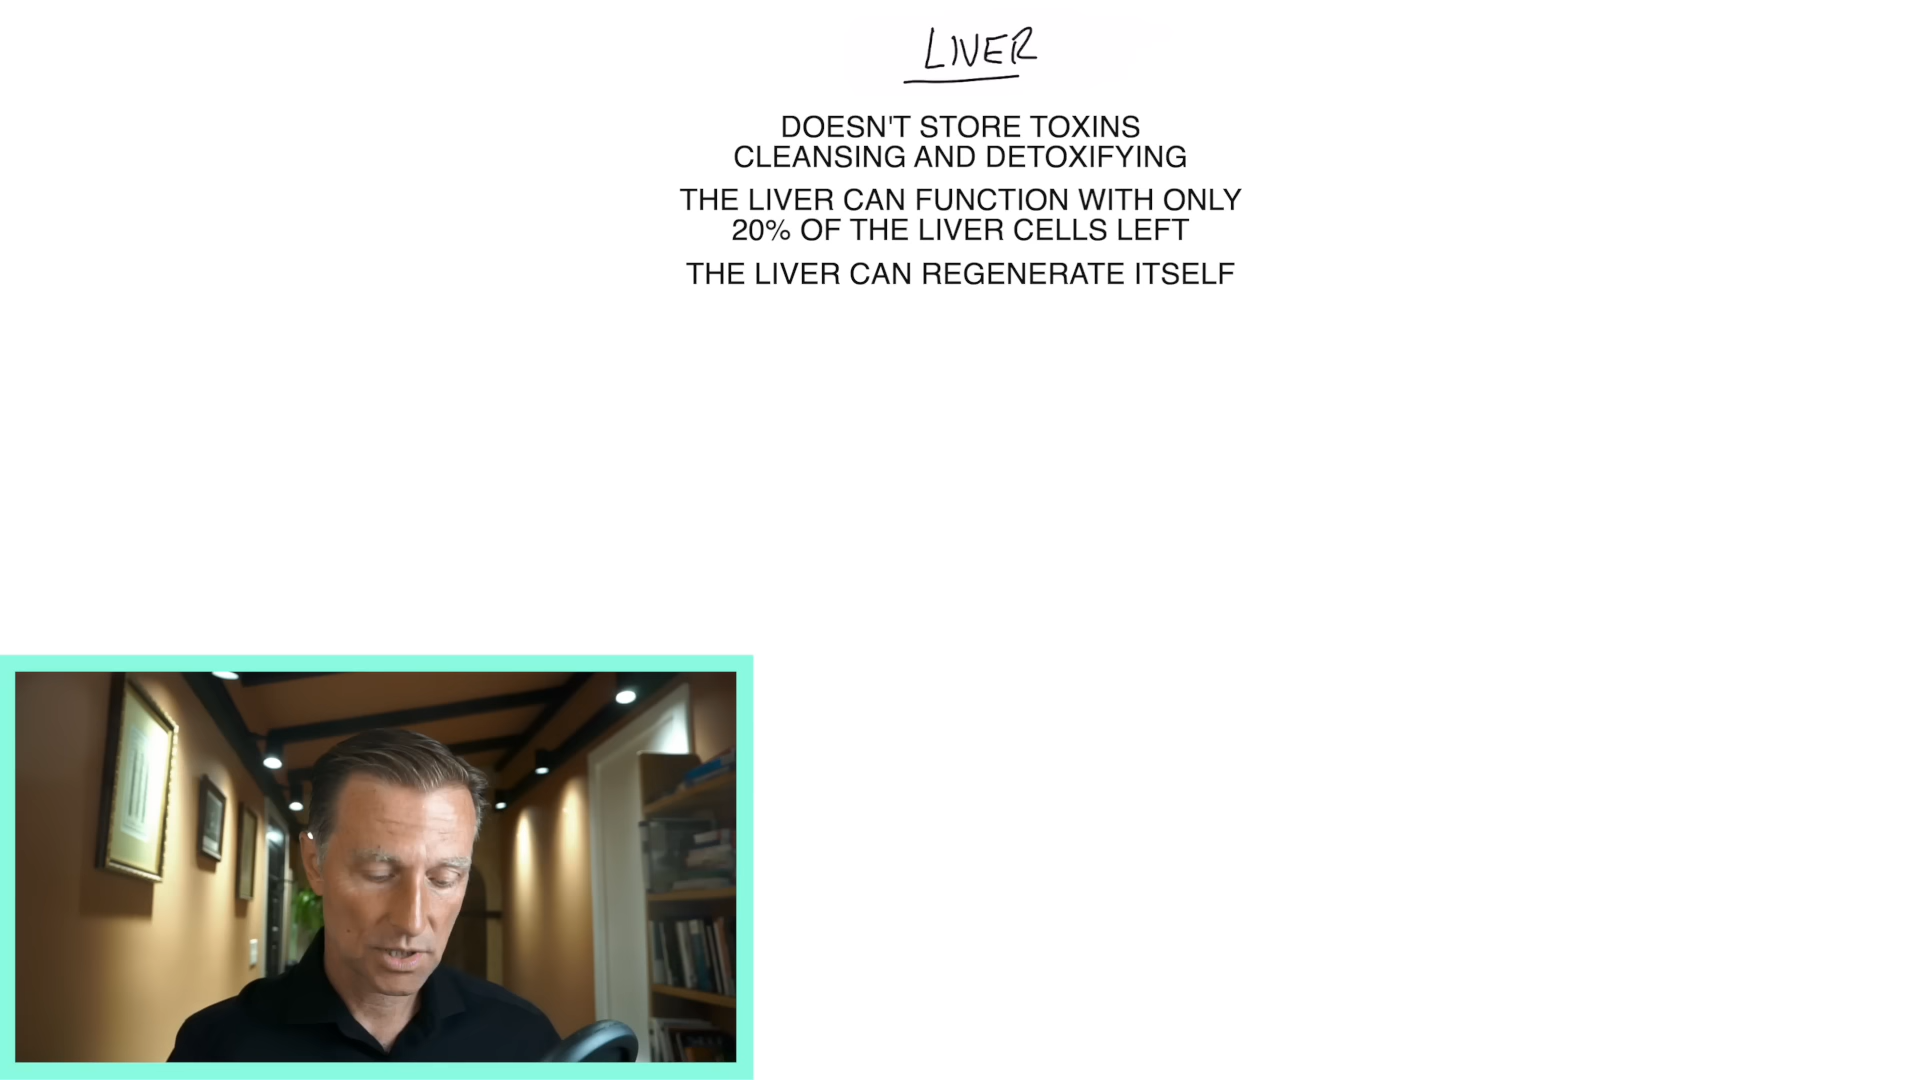 LIVER
DOESN'T STORE TOXINS
CLEANSING AND DETOXIFYING
THE LIVER CAN FUNCTION WITH ONLY
20% OF THE LIVER CELLS LEFT
THE LIVER CAN REGENERATE ITSELF